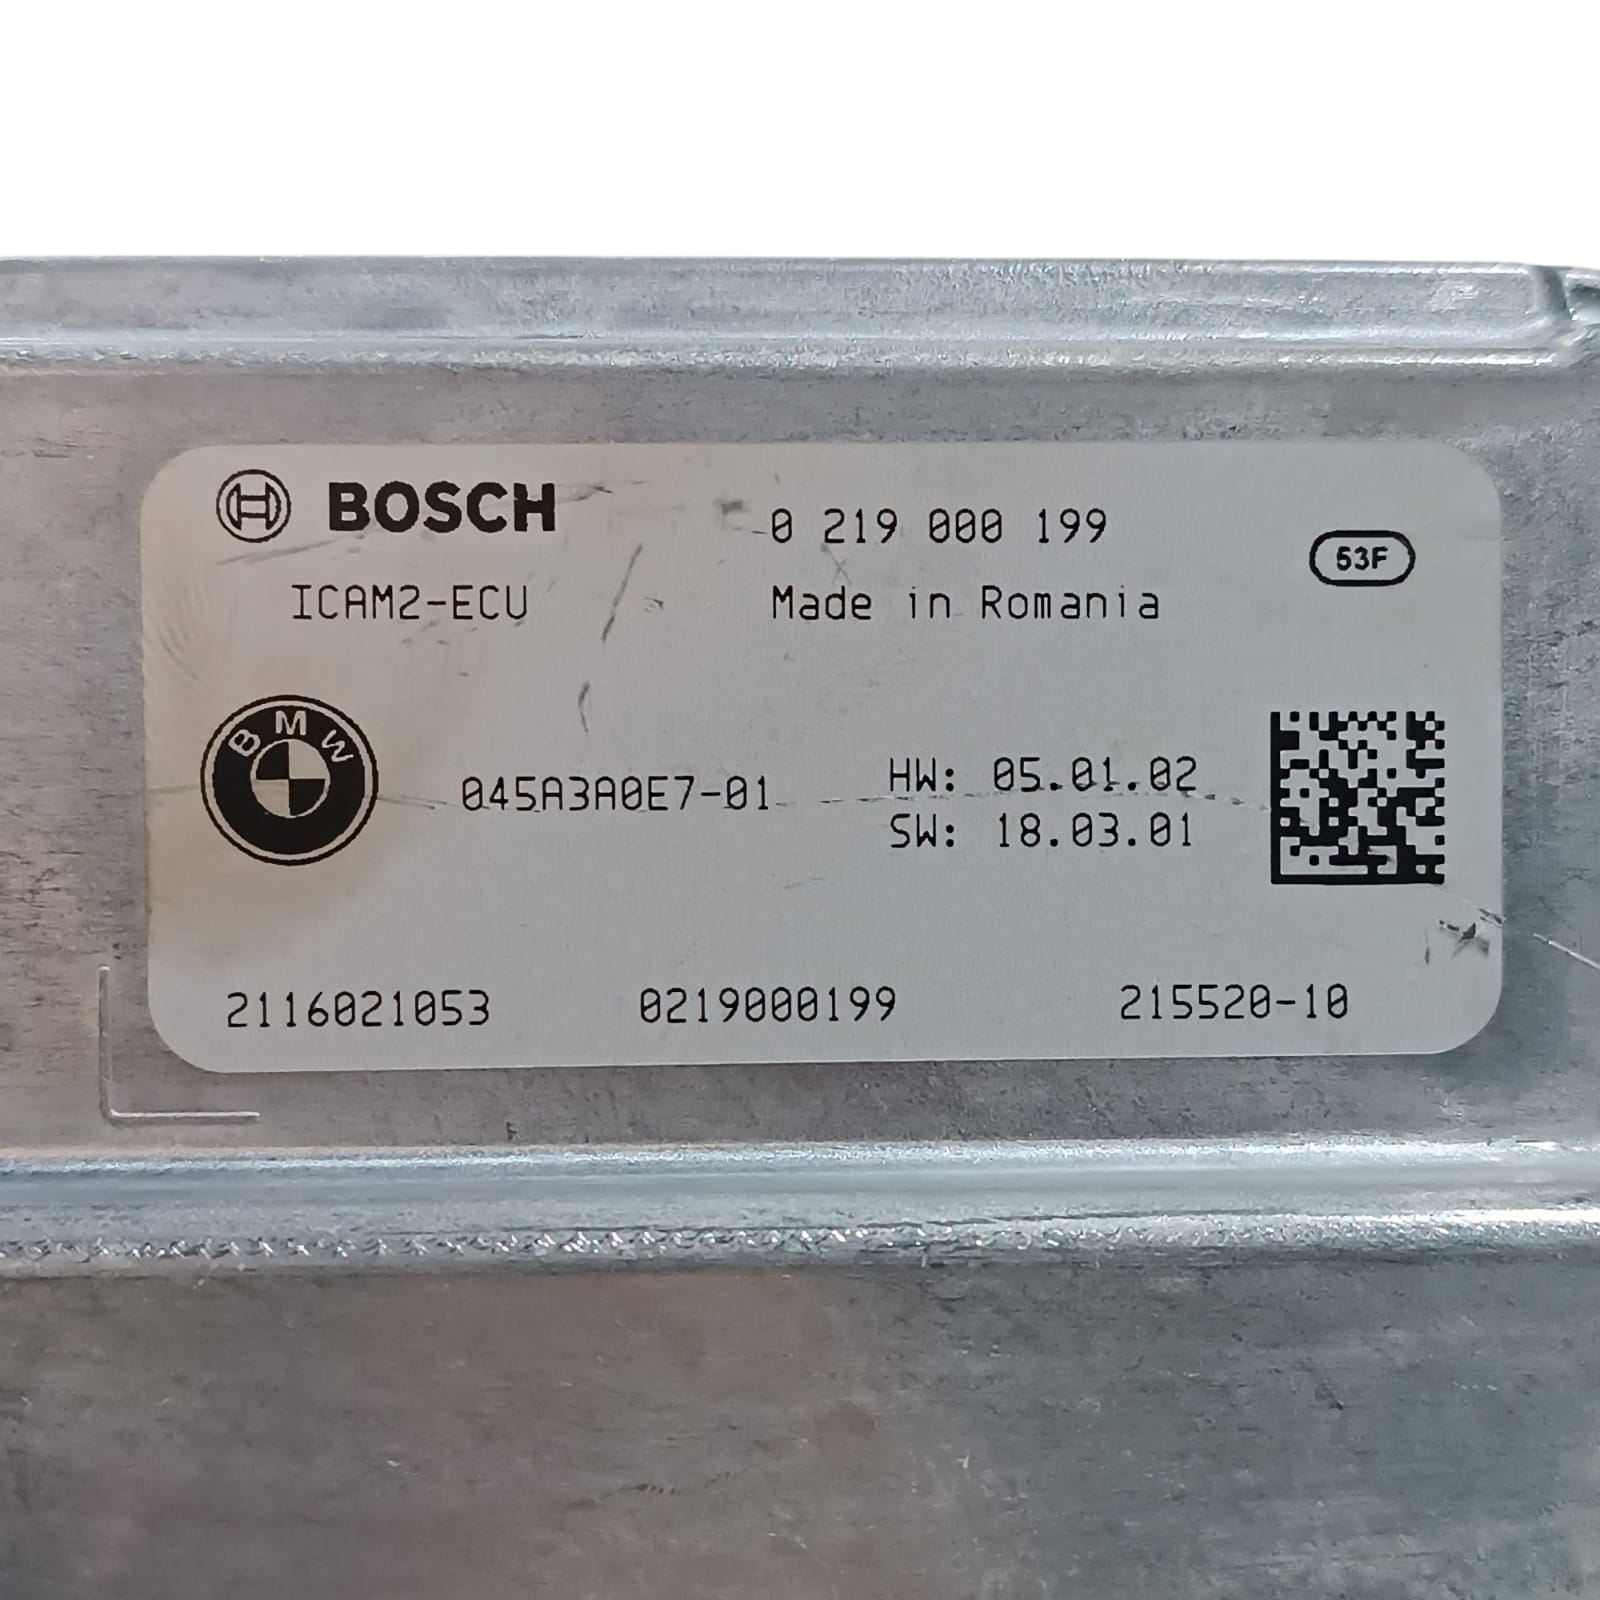 BOSCH 0 219 000 199
53F
ICAM2-ECU Made in Romania
BMW
045A3A0E7-01 HW: 05.01.02
SW: 18.03.01
2116021053 0219000199 215520-10